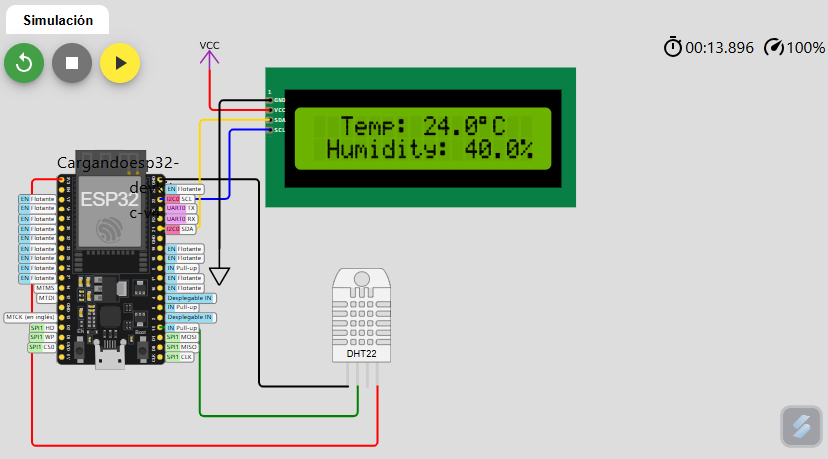 Simulación
00:13.896
100%
VCC
1
GND
VCC
SDA
SCL
Temp: 24.0°C
Humidity: 40.0%
Cargandoesp32-
ESP32
EN Flotante
EN Flotante
EN Flotante
EN Flotante
EN Flotante
EN Flotante
EN Flotante
EN Flotante
EN Flotante
MTMS
MTDI
MTCK (en inglés)
SPI1 HD
SPI1 WP
SPI1 CS0
EN Flotante
I2C0 SCL
UART0 TX
UART0 RX
I2C0 SDA
EN Flotante
EN Flotante
IN Pull-up
EN Flotante
EN Flotante
Desplegable IN
IN Pull-up
Desplegable IN
IN Pull-up
SPI1 MOSI
SPI1 MISO
SPI1 CLK
EN
Boot
DHT22